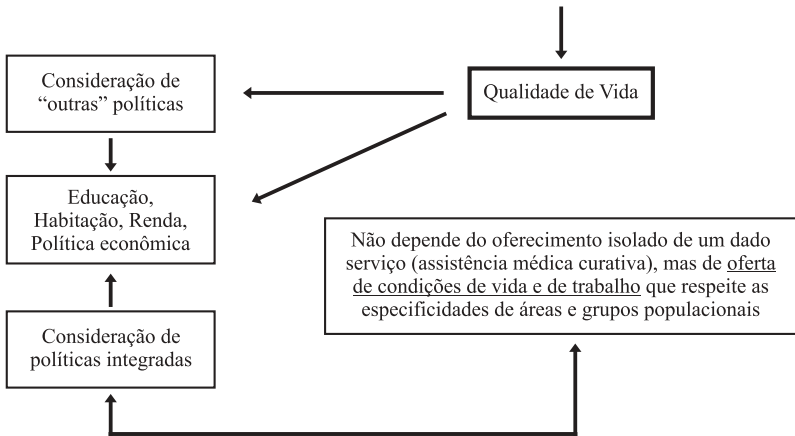 Consideração de
“outras” políticas
Qualidade de Vida
Educação,
Habitação, Renda,
Política econômica
Não depende do oferecimento isolado de um dado
serviço (assistência médica curativa), mas de oferta
de condições de vida e de trabalho que respeite as
especificidades de áreas e grupos populacionais
Consideração de
políticas integradas